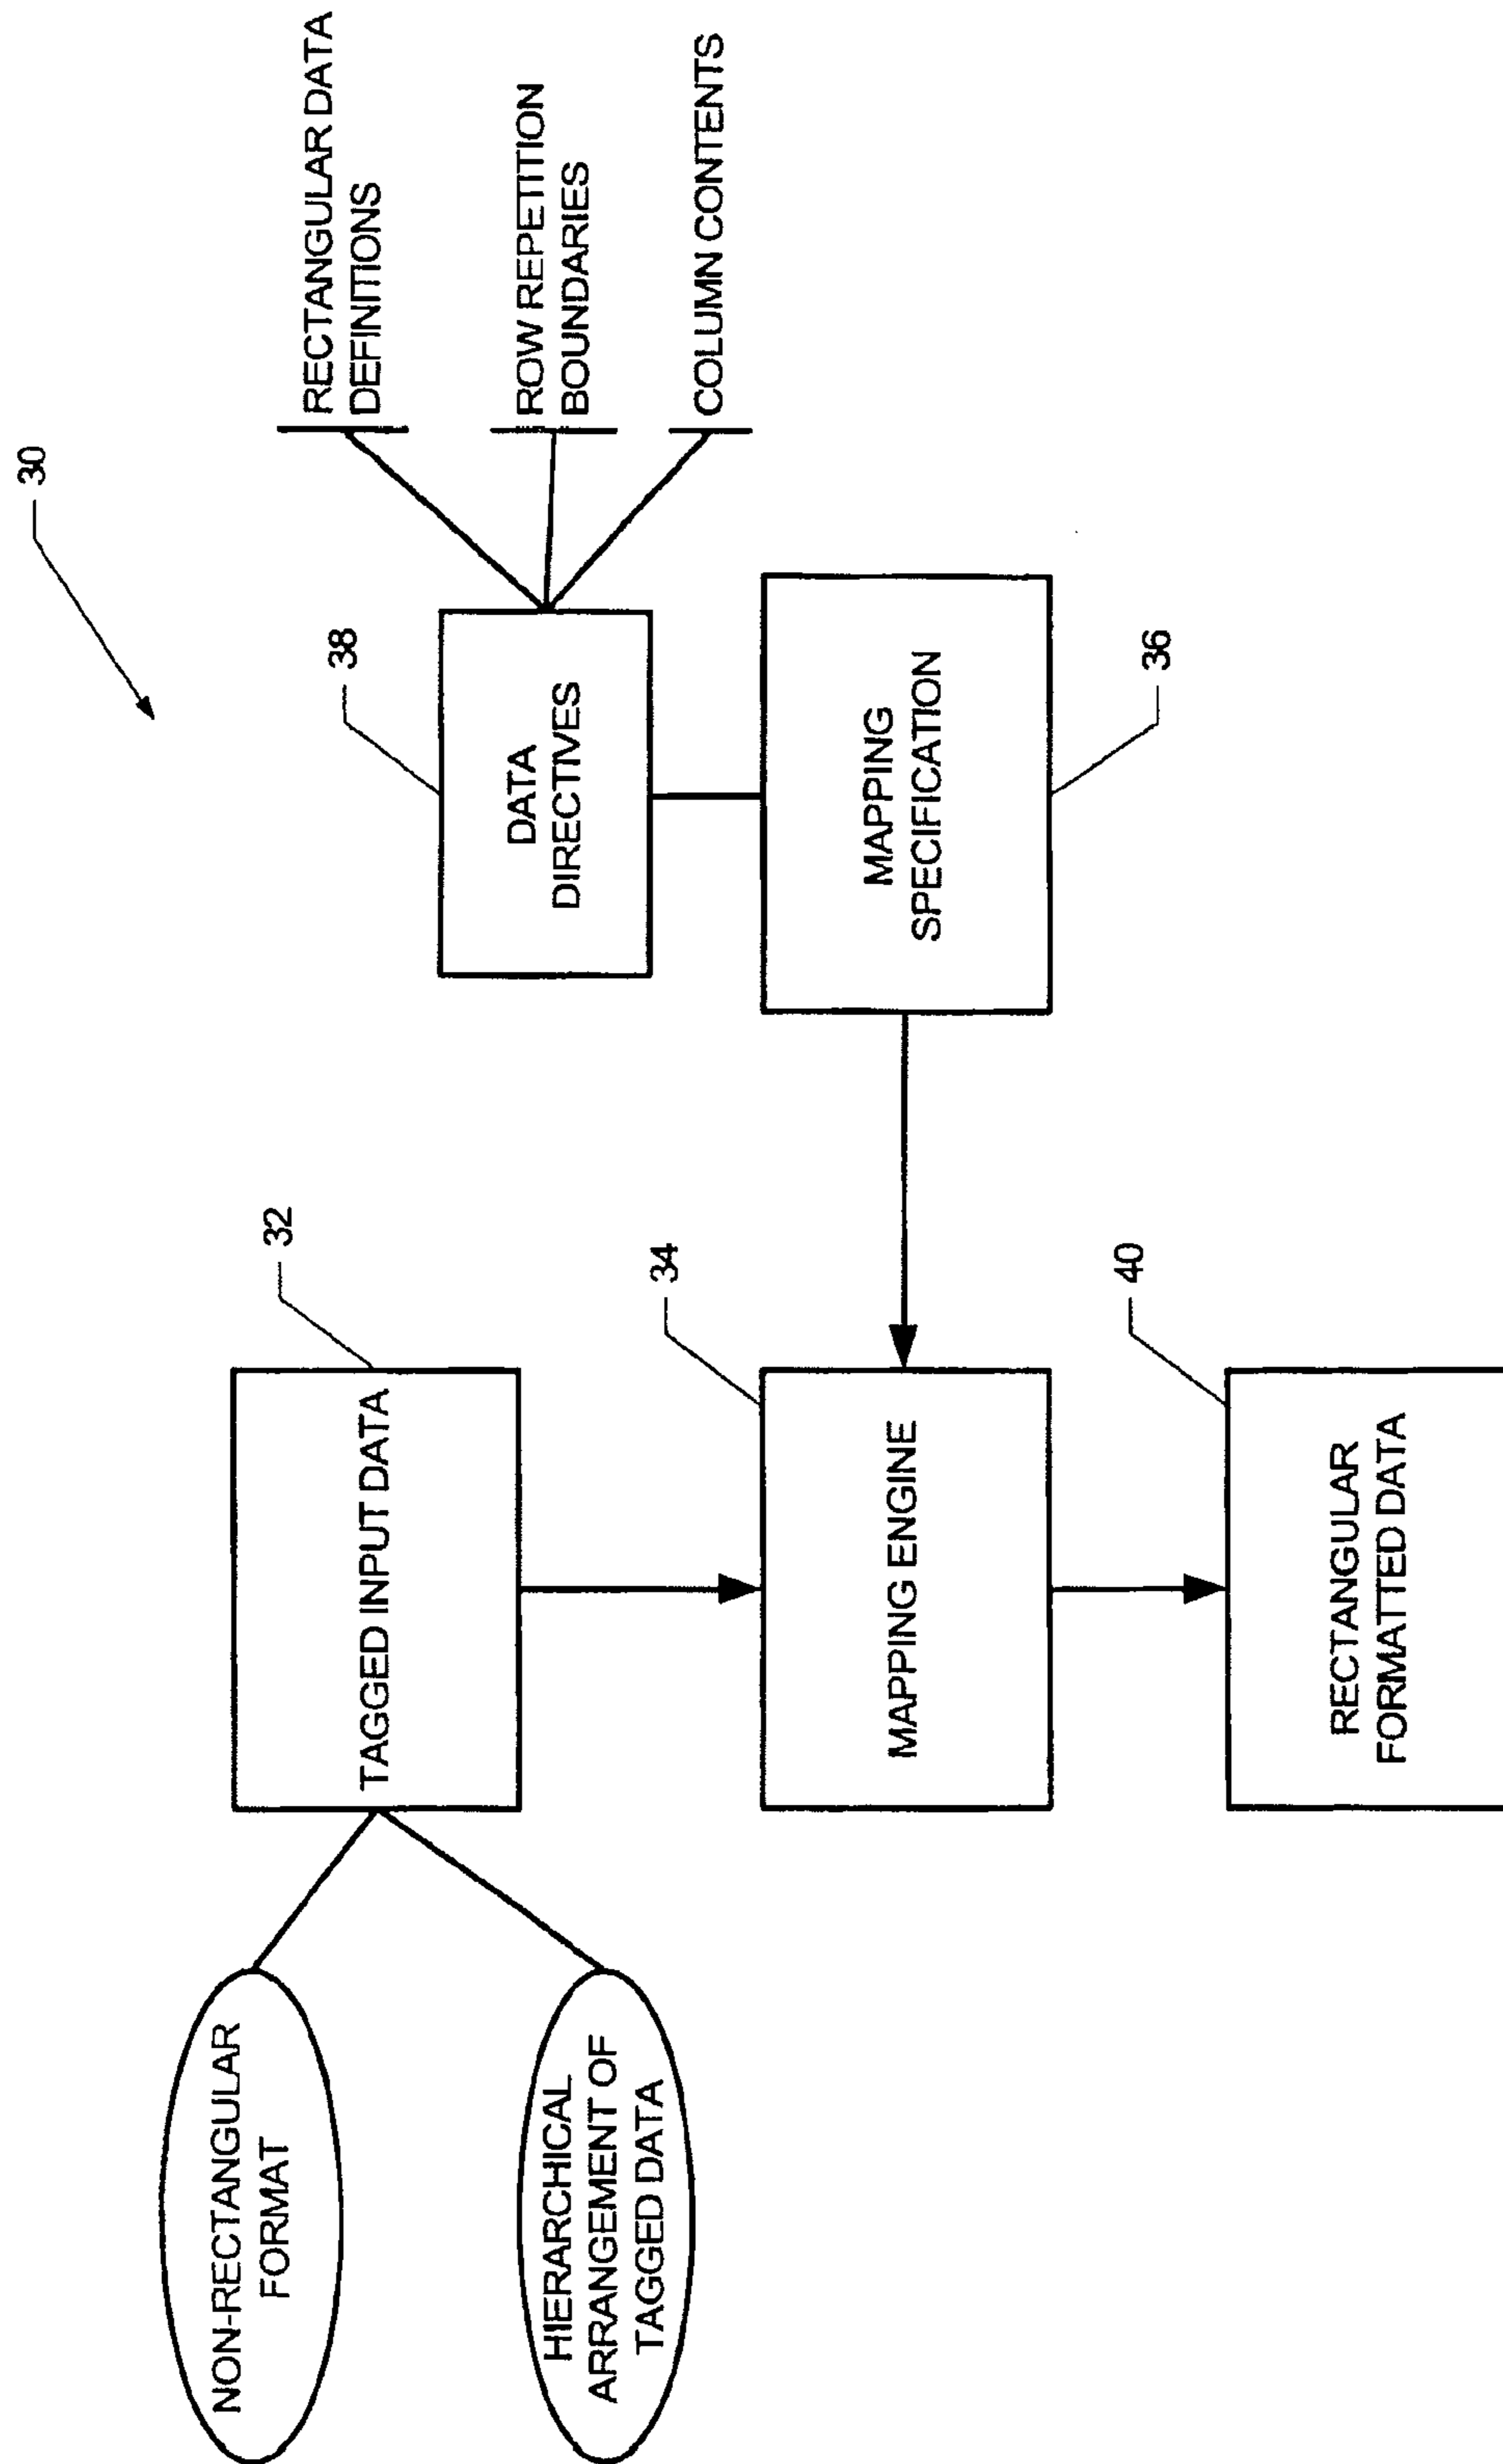 30
NON-RECTANGULAR
FORMAT
HIERARCHICAL
ARRANGEMENT OF
TAGGED DATA
32
TAGGED INPUT DATA
34
MAPPING ENGINE
40
RECTANGULAR
FORMATTED DATA
38
DATA
DIRECTIVES
36
MAPPING
SPECIFICATION
RECTANGULAR DATA
DEFINITIONS
ROW REPETITION
BOUNDARIES
COLUMN CONTENTS